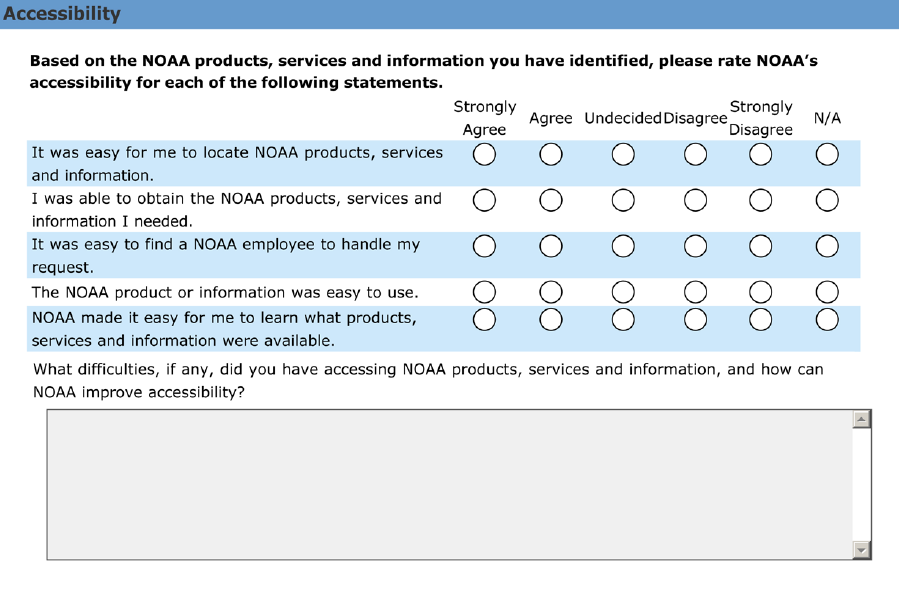 Accessibility
Based on the NOAA products, services and information you have identified, please rate NOAA’s
accessibility for each of the following statements.
Strongly Agree Agree Undecided Disagree Strongly Disagree N/A
It was easy for me to locate NOAA products, services
and information.
I was able to obtain the NOAA products, services and
information I needed.
It was easy to find a NOAA employee to handle my
request.
The NOAA product or information was easy to use.
NOAA made it easy for me to learn what products,
services and information were available.
What difficulties, if any, did you have accessing NOAA products, services and information, and how can
NOAA improve accessibility?